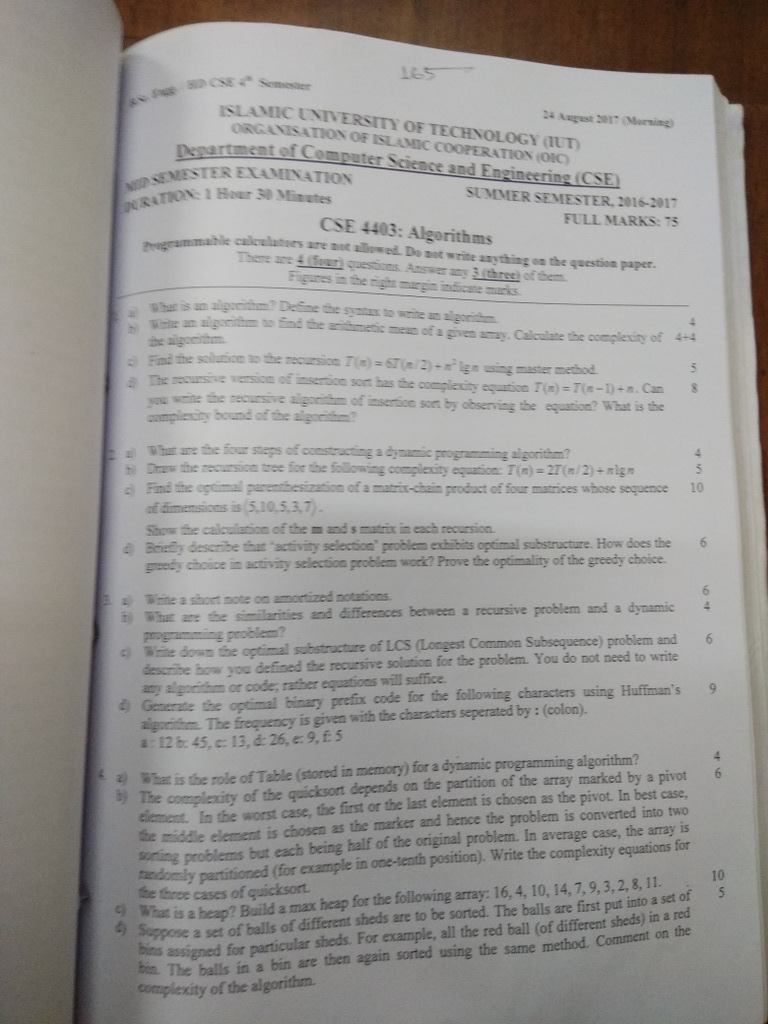 165
CSE 4th Semester
24 August 2017 (Morning)
ISLAMIC UNIVERSITY OF TECHNOLOGY (IUT)
ORGANISATION OF ISLAMIC COOPERATION (OIC)
Department of Computer Science and Engineering (CSE)
MID SEMESTER EXAMINATION SUMMER SEMESTER, 2016-2017
DURATION: 1 Hour 30 Minutes FULL MARKS: 75
CSE 4403: Algorithms
Programmable calculators are not allowed. Do not write anything on the question paper.
There are 4 (four) questions. Answer any 3 (three) of them.
Figures in the right margin indicate marks.
a) What is an algorithm? Define the syntax to write an algorithm. 4
b) Write an algorithm to find the arithmetic mean of a given array. Calculate the complexity of 4+4
the algorithm.
c) Find the solution to the recursion T(n) = 6T(n/2) + n² lg n using master method. 5
d) The recursive version of insertion sort has the complexity equation T(n) = T(n−1) + n. Can 8
you write the recursive algorithm of insertion sort by observing the equation? What is the
complexity bound of the algorithm?
2. a) What are the four steps of constructing a dynamic programming algorithm? 4
b) Draw the recursion tree for the following complexity equation: T(n) = 2T(n/2) + n lg n 5
c) Find the optimal parenthesization of a matrix-chain product of four matrices whose sequence 10
of dimensions is ⟨5,10,5,3,7⟩.
Show the calculation of the m and s matrix in each recursion.
d) Briefly describe that "activity selection" problem exhibits optimal substructure. How does the 6
greedy choice in activity selection problem work? Prove the optimality of the greedy choice.
3. a) Write a short note on amortized notations. 6
b) What are the similarities and differences between a recursive problem and a dynamic 4
programming problem?
c) Write down the optimal substructure of LCS (Longest Common Subsequence) problem and 6
describe how you defined the recursive solution for the problem. You do not need to write
any algorithm or code; rather equations will suffice.
d) Generate the optimal binary prefix code for the following characters using Huffman's 9
algorithm. The frequency is given with the characters seperated by : (colon).
a : 12 b: 45, c: 13, d: 26, e: 9, f: 5
4. a) What is the role of Table (stored in memory) for a dynamic programming algorithm? 4
b) The complexity of the quicksort depends on the partition of the array marked by a pivot 6
element. In the worst case, the first or the last element is chosen as the pivot. In best case,
the middle element is chosen as the marker and hence the problem is converted into two
sorting problems but each being half of the original problem. In average case, the array is
randomly partitioned (for example in one-tenth position). Write the complexity equations for
the three cases of quicksort.
c) What is a heap? Build a max heap for the following array: 16, 4, 10, 14, 7, 9, 3, 2, 8, 11. 10
d) Suppose a set of balls of different sheds are to be sorted. The balls are first put into a set of 5
bins assigned for particular sheds. For example, all the red ball (of different sheds) in a red
bin. The balls in a bin are then again sorted using the same method. Comment on the
complexity of the algorithm.